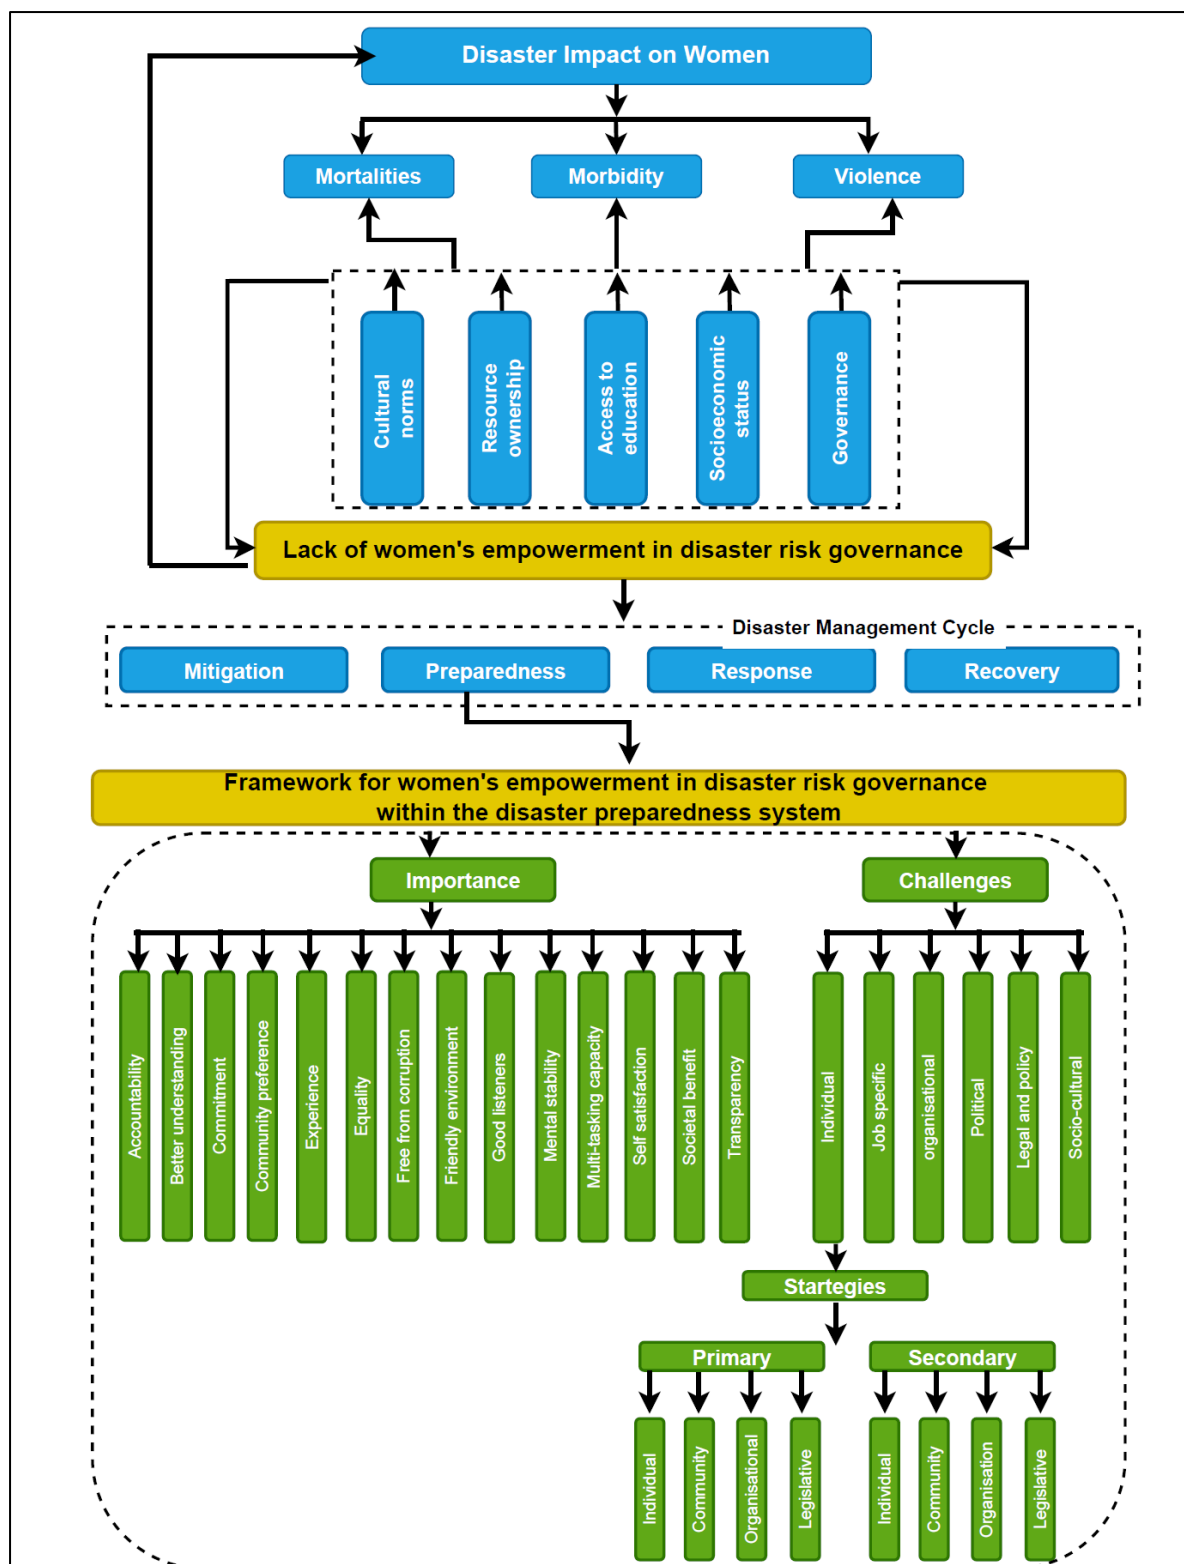 Disaster Impact on Women
Mortalities
Morbidity
Violence
Cultural
norms
Resource
ownership
Access to
education
Socioeconomic
status
Governance
Lack of women's empowerment in disaster risk governance
Disaster Management Cycle
Mitigation
Preparedness
Response
Recovery
Framework for women's empowerment in disaster risk governance
within the disaster preparedness system
Importance
Challenges
Accountability
Better understanding
Commitment
Community preference
Experience
Equality
Free from corruption
Friendly environment
Good listeners
Mental stability
Multi-tasking capacity
Self satisfaction
Societal benefit
Transparency
Individual
Job specific
organisational
Political
Legal and policy
Socio-cultural
Startegies
Primary
Secondary
Individual
Community
Organisational
Legislative
Individual
Community
Organisation
Legislative